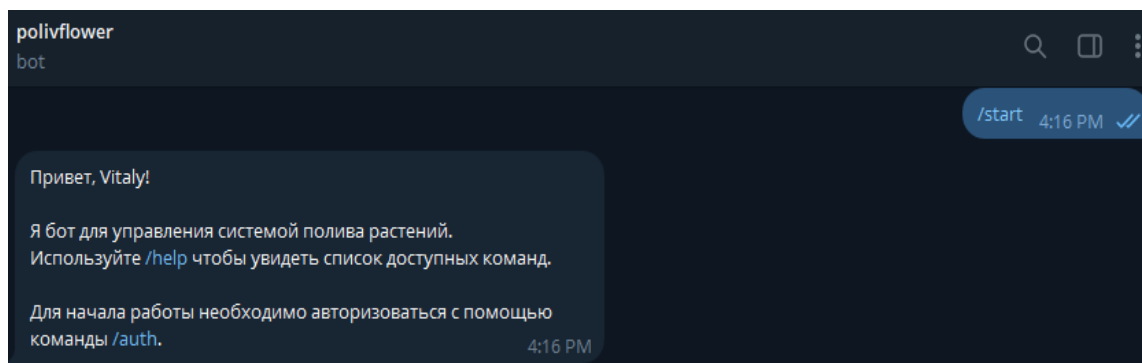 polivflower
bot
/start 4:16 PM
Привет, Vitaly!
Я бот для управления системой полива растений.
Используйте /help чтобы увидеть список доступных команд.
Для начала работы необходимо авторизоваться с помощью
команды /auth.
4:16 PM